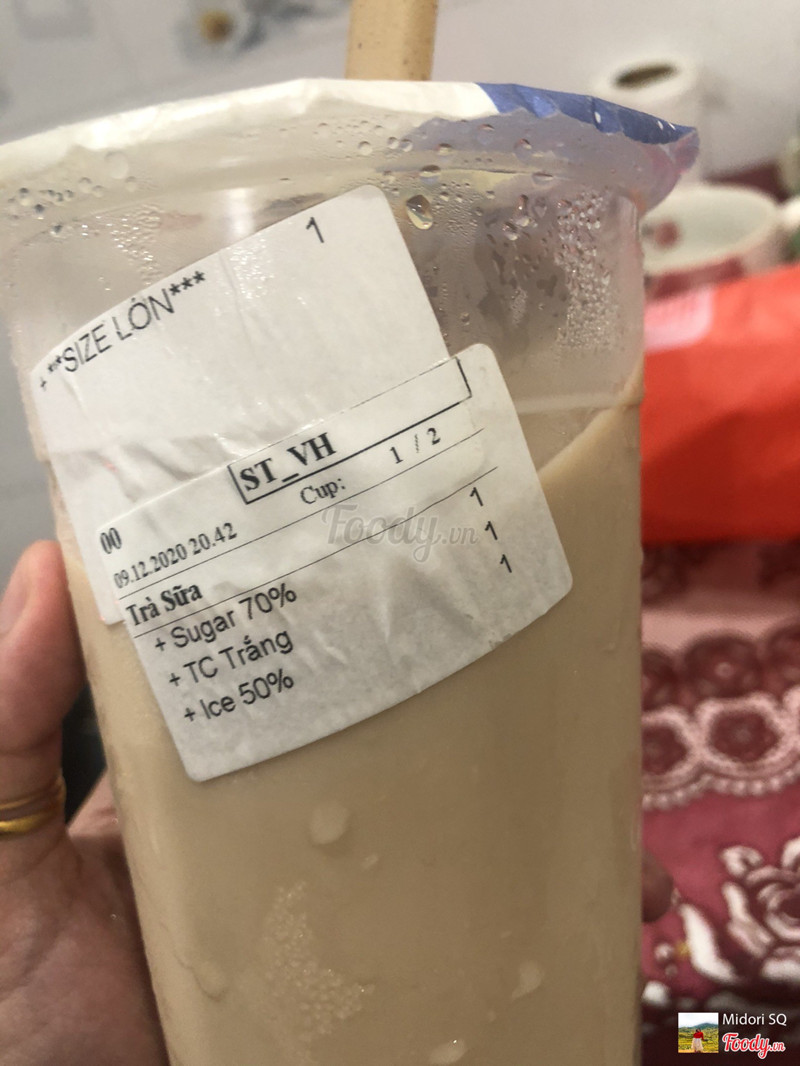 1
+ ***SIZE LỚN***
ST_VH
00 Cup: 1 / 2
09.12.2020 20.42
Trà Sữa
+ Sugar 70% 1
+ TC Trắng 1
+ Ice 50% 1
Foody.vn
Midori SQ
Foody.vn